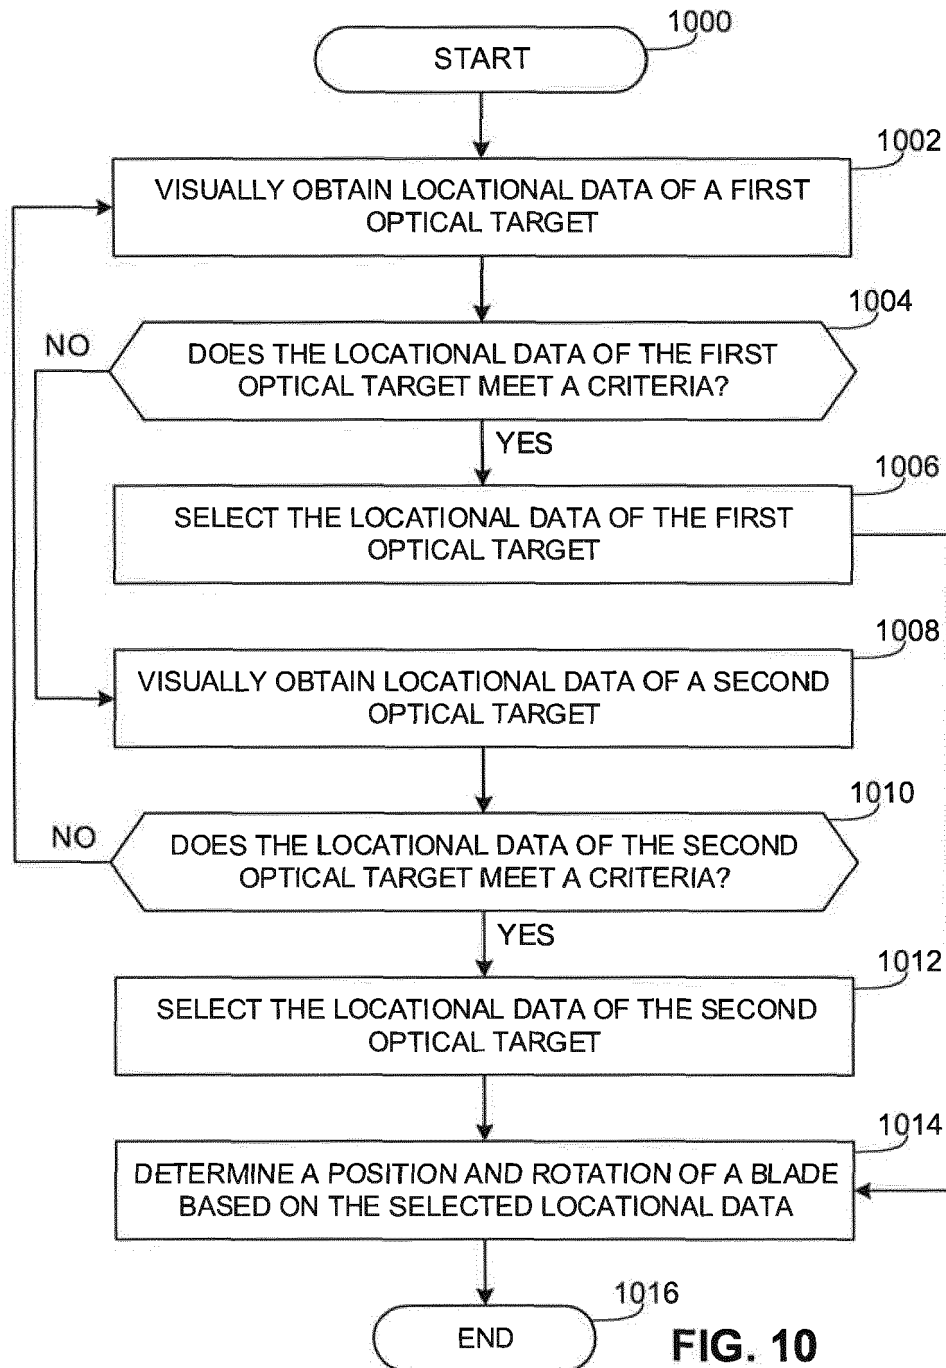 1000
START
1002
VISUALLY OBTAIN LOCATIONAL DATA OF A FIRST
OPTICAL TARGET
1004
NO
DOES THE LOCATIONAL DATA OF THE FIRST
OPTICAL TARGET MEET A CRITERIA?
YES
1006
SELECT THE LOCATIONAL DATA OF THE FIRST
OPTICAL TARGET
1008
VISUALLY OBTAIN LOCATIONAL DATA OF A SECOND
OPTICAL TARGET
1010
NO
DOES THE LOCATIONAL DATA OF THE SECOND
OPTICAL TARGET MEET A CRITERIA?
YES
1012
SELECT THE LOCATIONAL DATA OF THE SECOND
OPTICAL TARGET
1014
DETERMINE A POSITION AND ROTATION OF A BLADE
BASED ON THE SELECTED LOCATIONAL DATA
1016
END
FIG. 10